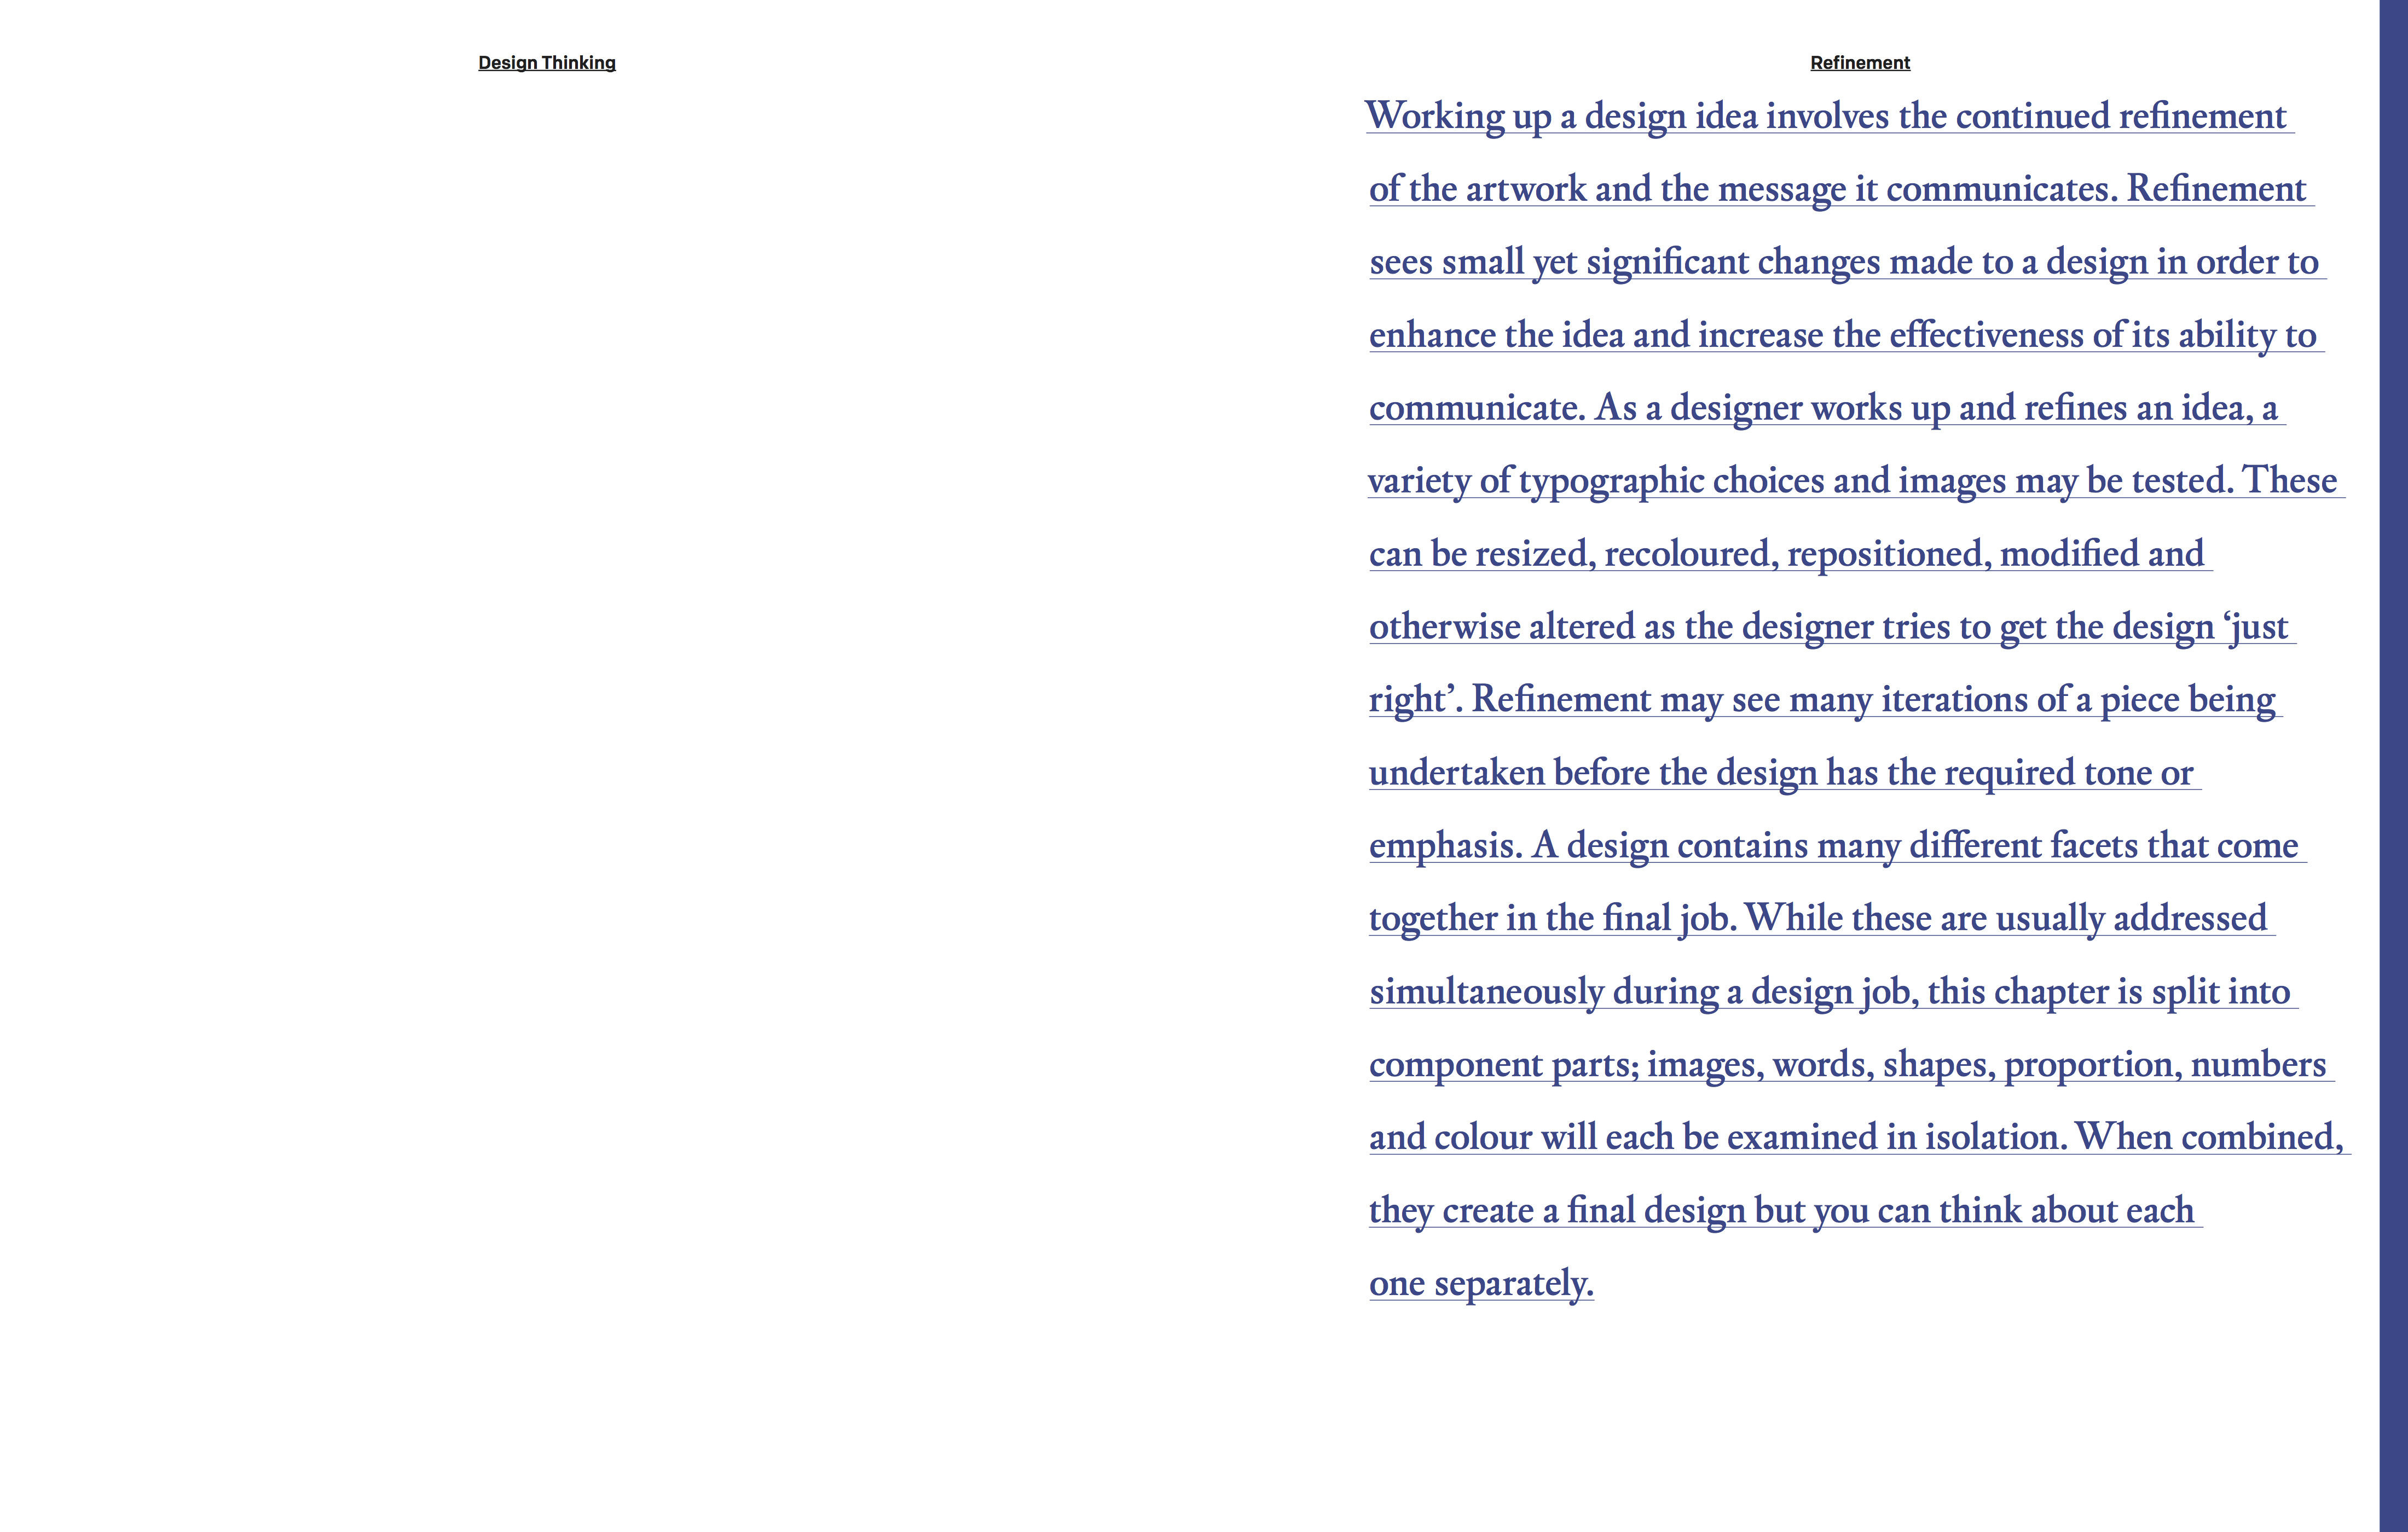 Design Thinking
Refinement
Working up a design idea involves the continued refinement
of the artwork and the message it communicates. Refinement
sees small yet significant changes made to a design in order to
enhance the idea and increase the effectiveness of its ability to
communicate. As a designer works up and refines an idea, a
variety of typographic choices and images may be tested. These
can be resized, recoloured, repositioned, modified and
otherwise altered as the designer tries to get the design ‘just
right’. Refinement may see many iterations of a piece being
undertaken before the design has the required tone or
emphasis. A design contains many different facets that come
together in the final job. While these are usually addressed
simultaneously during a design job, this chapter is split into
component parts; images, words, shapes, proportion, numbers
and colour will each be examined in isolation. When combined,
they create a final design but you can think about each
one separately.